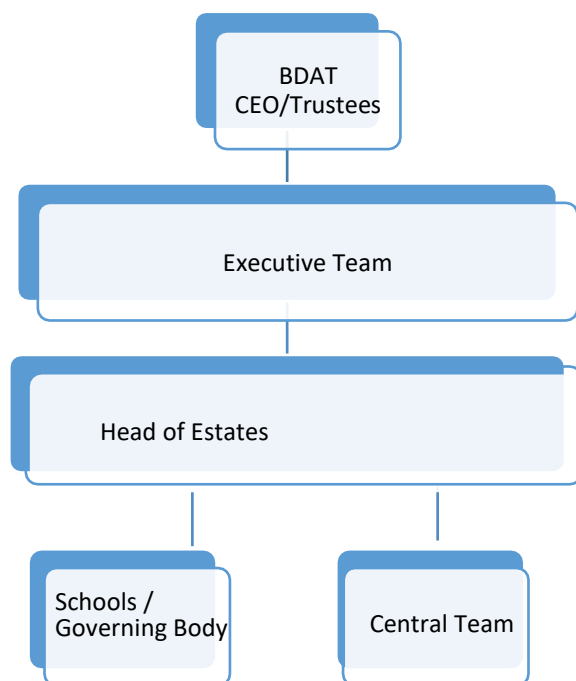 BDAT
CEO/Trustees
Executive Team
Head of Estates
Schools /
Governing Body
Central Team